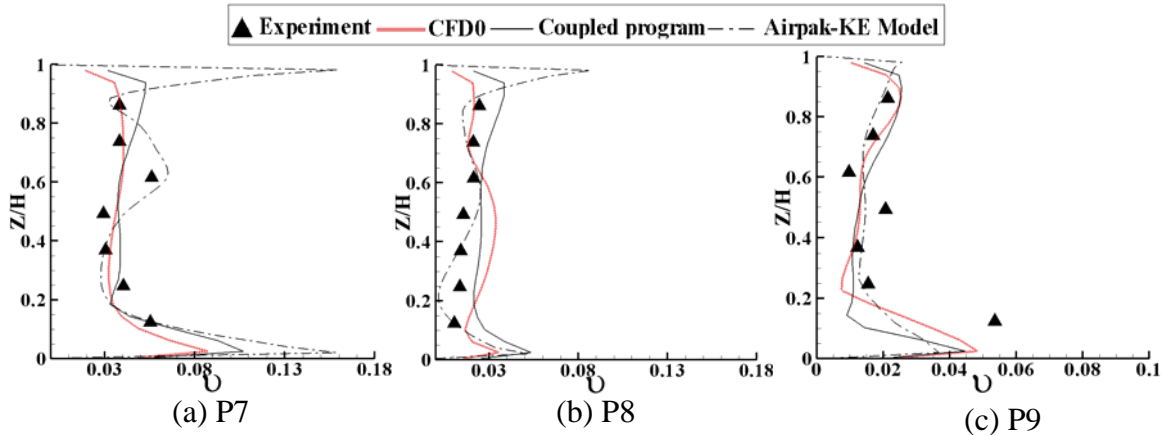 Experiment CFD0 Coupled program Airpak-KE Model
1
0.8
0.6
Z/H
0.4
0.2
0
0.03 0.08 0.13 0.18
υ
(a) P7
1
0.8
0.6
Z/H
0.4
0.2
0
0.03 0.08 0.13 0.18
υ
(b) P8
1
0.8
0.6
Z/H
0.4
0.2
0
0 0.02 0.04 0.06 0.08 0.1
υ
(c) P9